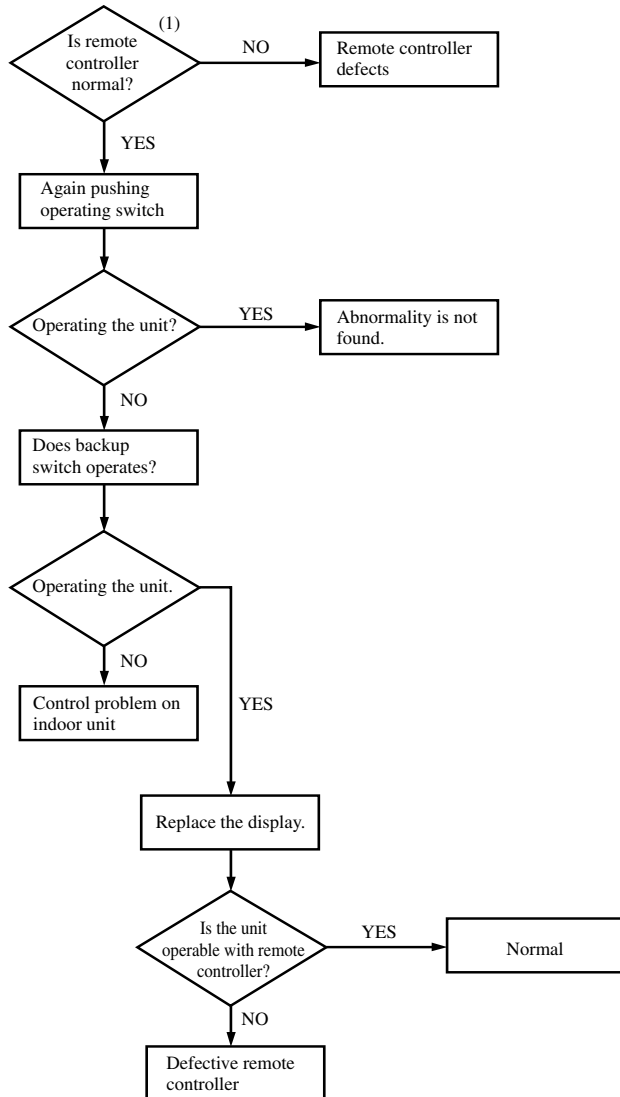 (1)
Is remote
controller
normal?
NO
Remote controller
defects
YES
Again pushing
operating switch
Operating the unit?
YES
Abnormality is not
found.
NO
Does backup
switch operates?
Operating the unit.
NO
YES
Control problem on
indoor unit
Replace the display.
Is the unit
operable with remote
controller?
YES
Normal
NO
Defective remote
controller